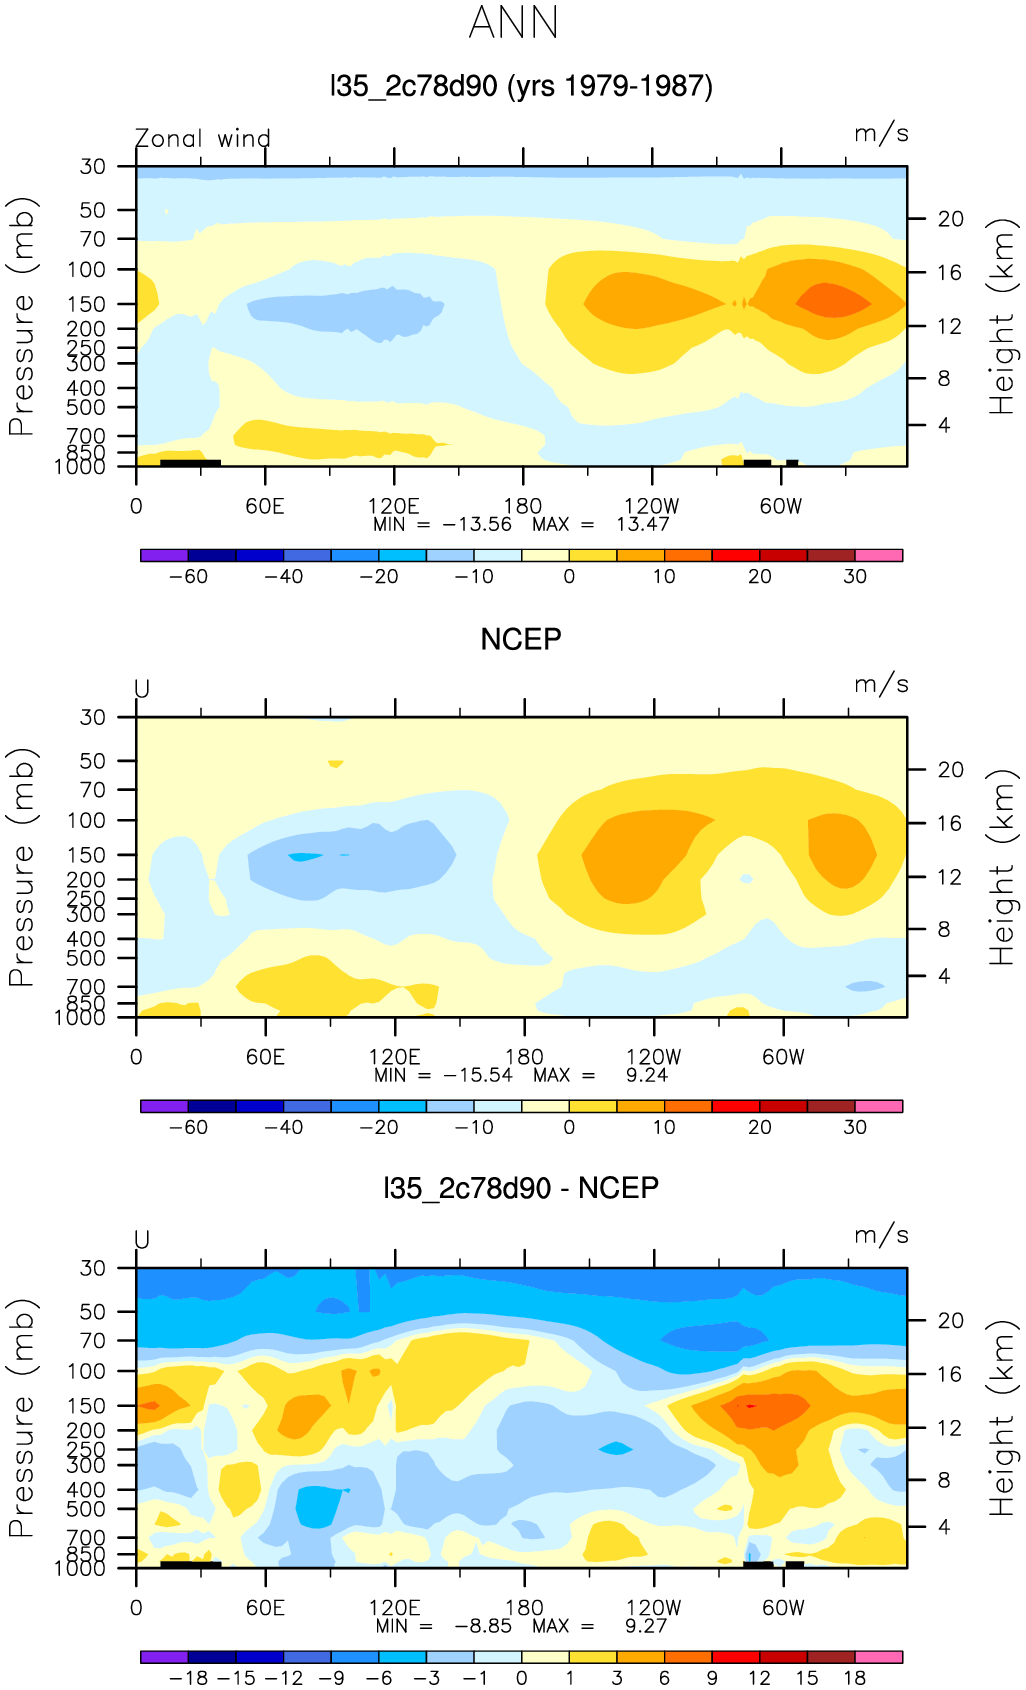 ANN
l35_2c78d90 (yrs 1979-1987)
Zonal wind m/s
Pressure (mb)
30
50
70
100
150
200
250
300
400
500
700
850
1000
Height (km)
20
16
12
8
4
0 60E 120E 180 120W 60W
MIN = -13.56 MAX = 13.47
-60 -40 -20 -10 0 10 20 30
NCEP
U m/s
Pressure (mb)
30
50
70
100
150
200
250
300
400
500
700
850
1000
Height (km)
20
16
12
8
4
0 60E 120E 180 120W 60W
MIN = -15.54 MAX = 9.24
-60 -40 -20 -10 0 10 20 30
l35_2c78d90 - NCEP
U m/s
Pressure (mb)
30
50
70
100
150
200
250
300
400
500
700
850
1000
Height (km)
20
16
12
8
4
0 60E 120E 180 120W 60W
MIN = -8.85 MAX = 9.27
-18 -15 -12 -9 -6 -3 -1 0 1 3 6 9 12 15 18